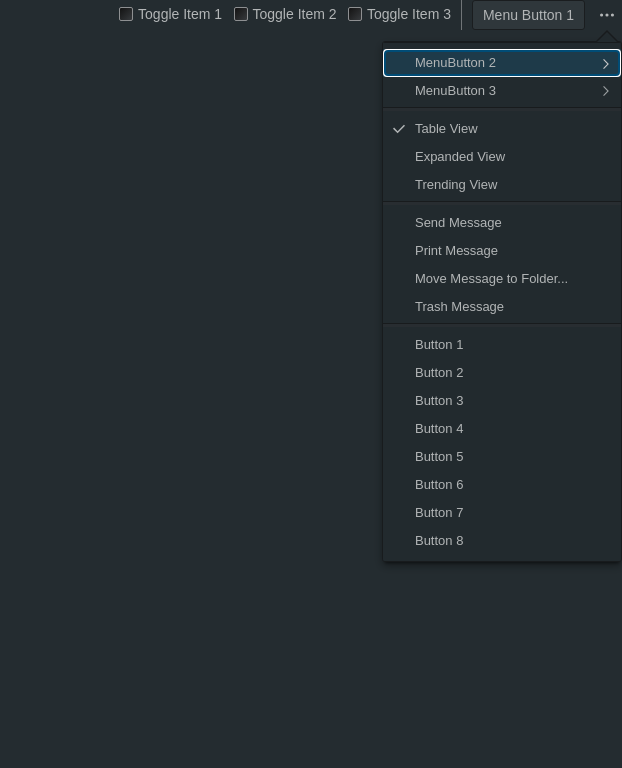 Toggle Item 1 Toggle Item 2 Toggle Item 3 Menu Button 1 ...
MenuButton 2
MenuButton 3
Table View
Expanded View
Trending View
Send Message
Print Message
Move Message to Folder...
Trash Message
Button 1
Button 2
Button 3
Button 4
Button 5
Button 6
Button 7
Button 8